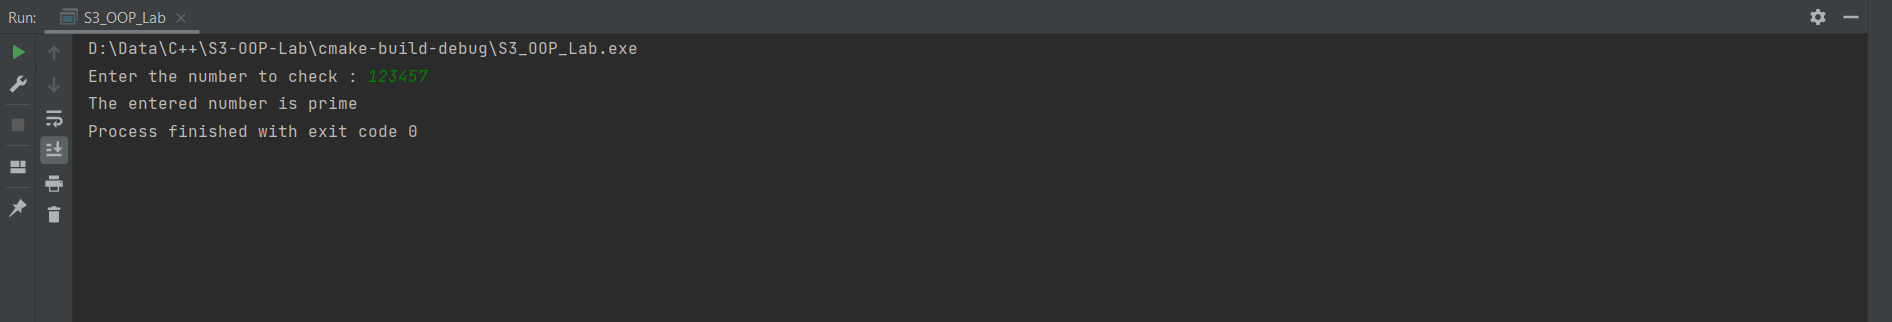 Run: S3_OOP_Lab
D:\Data\C++\S3-OOP-Lab\cmake-build-debug\S3_OOP_Lab.exe
Enter the number to check : 123457
The entered number is prime
Process finished with exit code 0